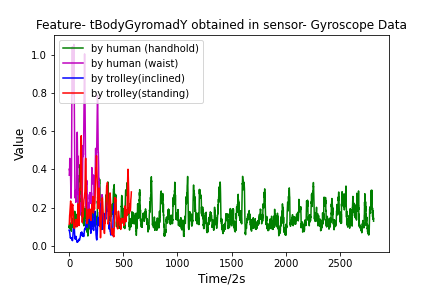 Feature- tBodyGyromadY obtained in sensor- Gyroscope Data
by human (handhold)
by human (waist)
by trolley(inclined)
by trolley(standing)
1.0
0.8
0.6
0.4
0.2
0.0
Value
0 500 1000 1500 2000 2500
Time/2s